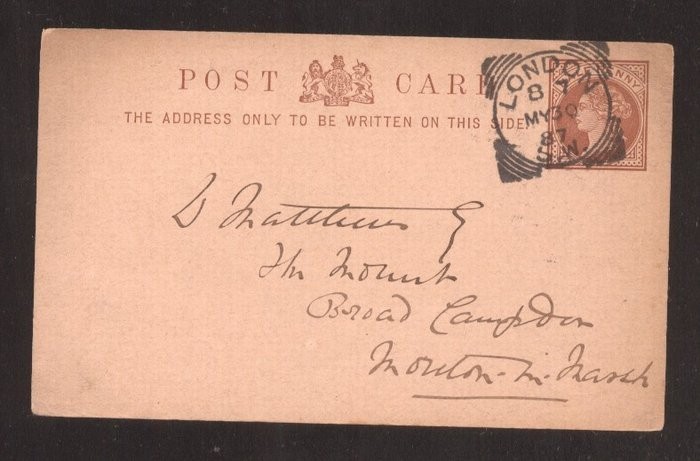 POST CARD
THE ADDRESS ONLY TO BE WRITTEN ON THIS SIDE.
LONDON
8
MY 30
87
S.W.
D Matthews
The Mount
Broad Campden
Moreton-in-Marsh